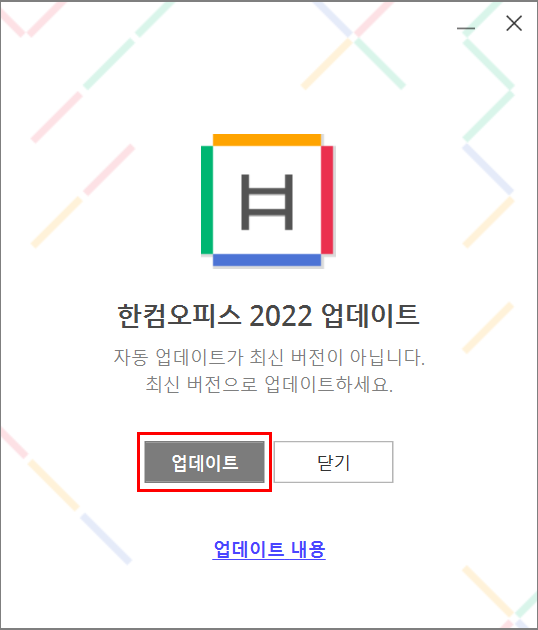 한컴오피스 2022 업데이트
자동 업데이트가 최신 버전이 아닙니다.
최신 버전으로 업데이트하세요.
업데이트 닫기
업데이트 내용